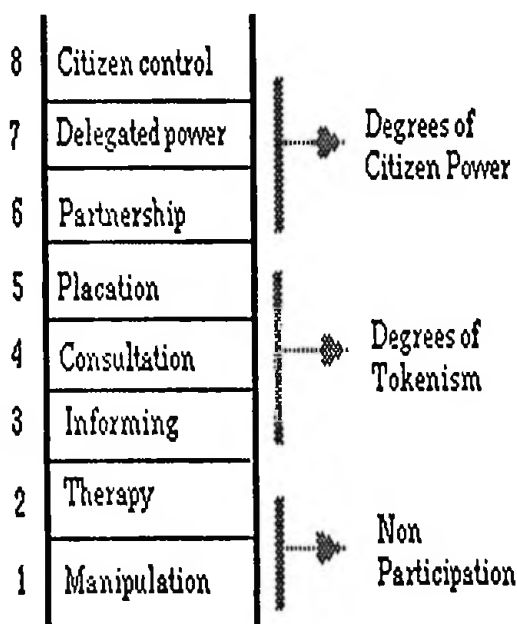 8 Citizen control
7 Delegated power
6 Partnership
Degrees of
Citizen Power
5 Placation
4 Consultation
3 Informing
Degrees of
Tokenism
2 Therapy
1 Manipulation
Non
Participation